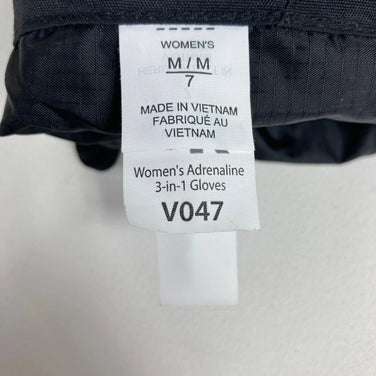 WOMEN'S
M / M
7
MADE IN VIETNAM
FABRIQUÉ AU
VIETNAM
Women's Adrenaline
3-in-1 Gloves
V047